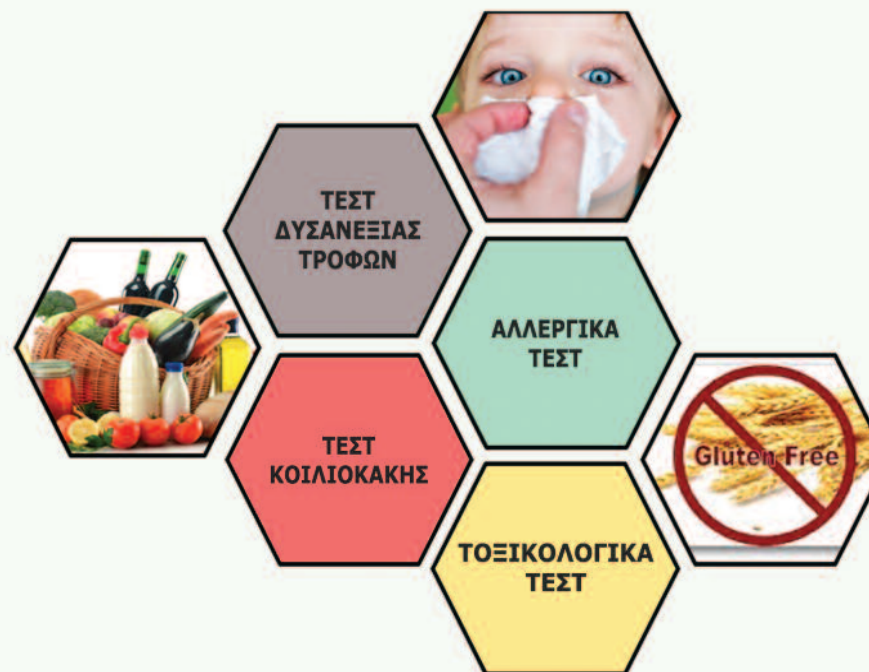 ΤΕΣΤ
ΔΥΣΑΝΕΞΙΑΣ
ΤΡΟΦΩΝ
ΑΛΛΕΡΓΙΚΑ
ΤΕΣΤ
ΤΕΣΤ
ΚΟΙΛΙΟΚΑΚΗΣ
Gluten Free
ΤΟΞΙΚΟΛΟΓΙΚΑ
ΤΕΣΤ